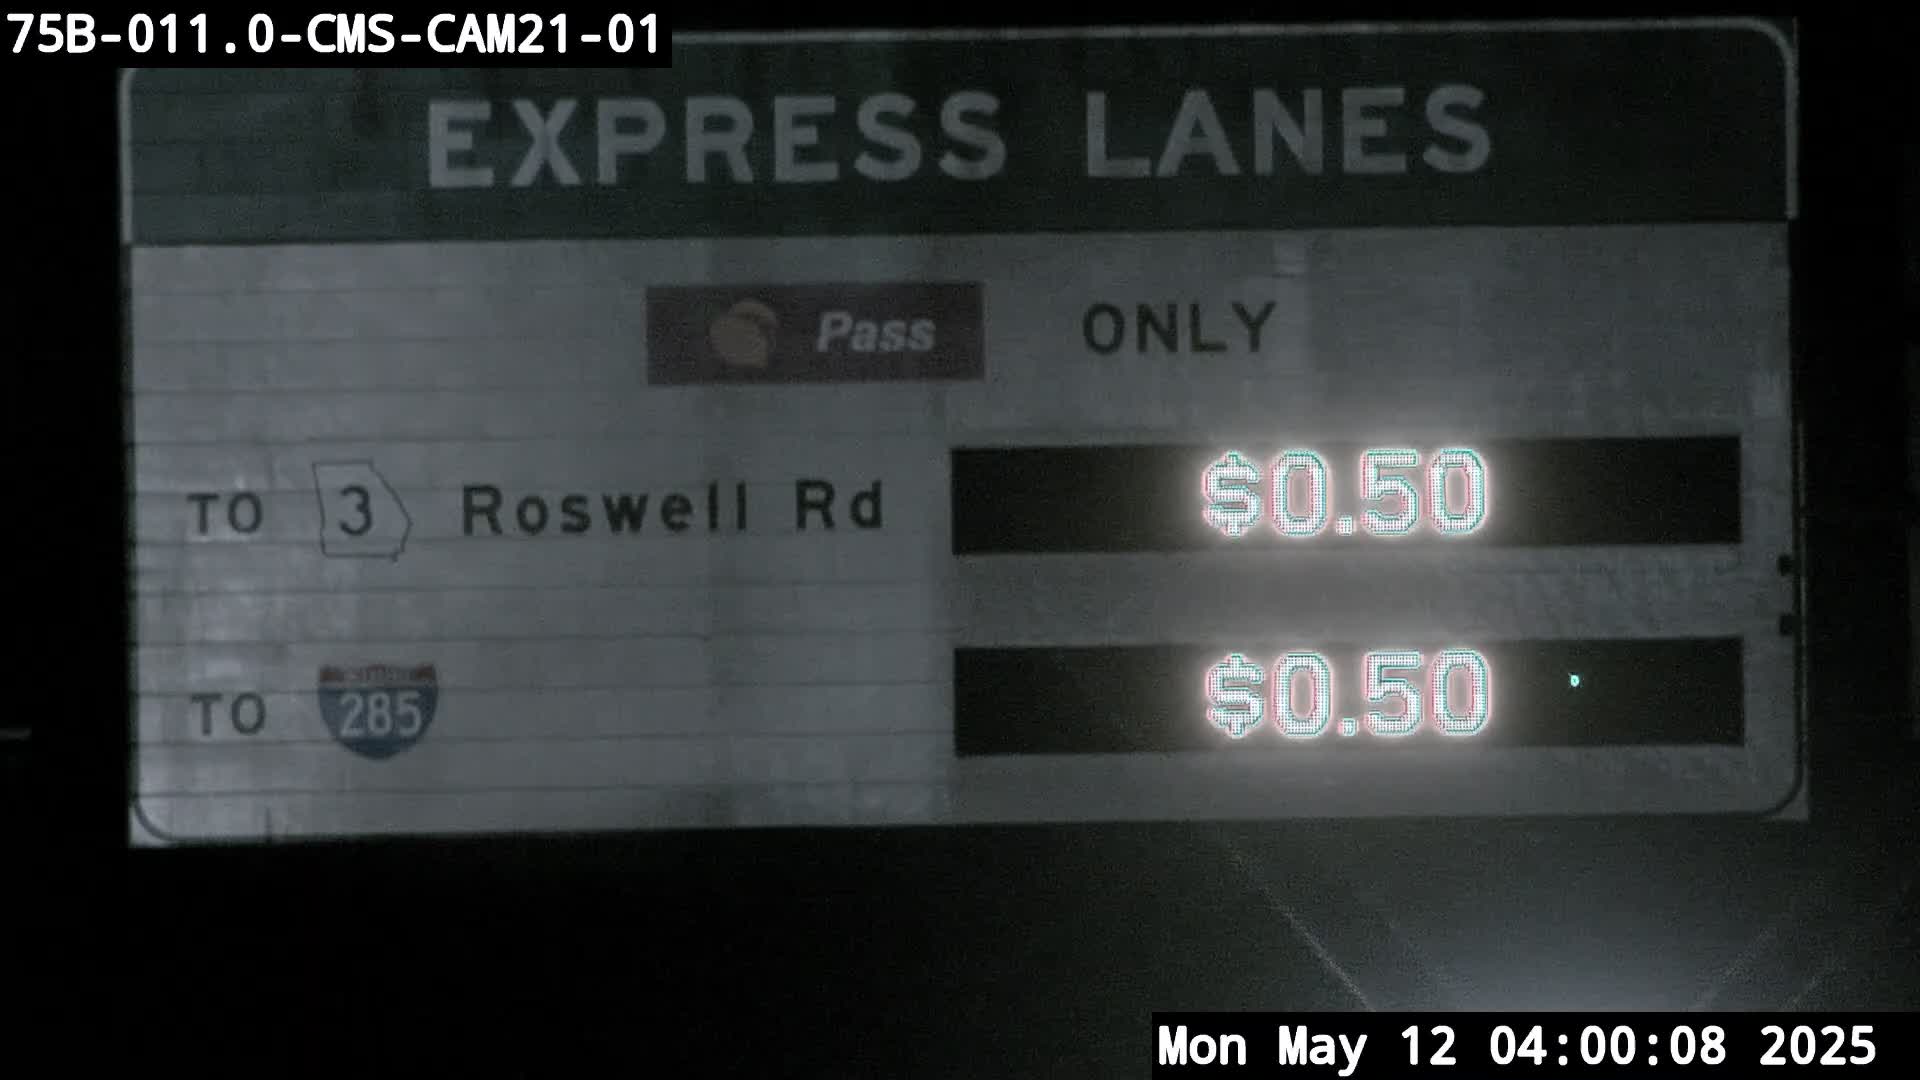 75B-011.0-CMS-CAM21-01
EXPRESS LANES
Pass ONLY
TO 3 Roswell Rd $0.50
TO 285 $0.50
Mon May 12 04:00:08 2025